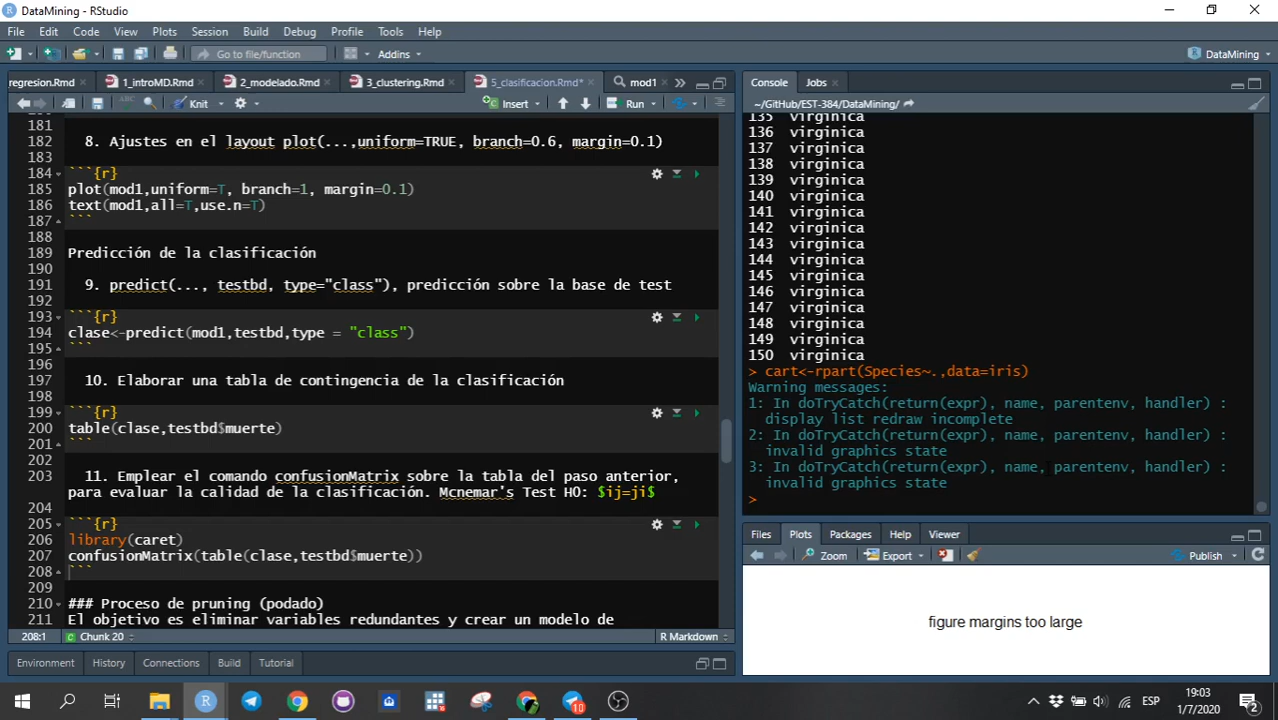 DataMining - RStudio
File Edit Code View Plots Session Build Debug Profile Tools Help
Go to file/function Addins DataMining
regresion.Rmd 1_introMD.Rmd 2_modelado.Rmd 3_clustering.Rmd 5_clasificacion.Rmd* mod1
Knit Insert Run
181
182 8. Ajustes en el layout plot(...,uniform=TRUE, branch=0.6, margin=0.1)
183
184 ```{r}
185 plot(mod1,uniform=T, branch=1, margin=0.1)
186 text(mod1,all=T,use.n=T)
187 ```
188
189 Predicción de la clasificación
190
191 9. predict(..., testbd, type="class"), predicción sobre la base de test
192
193 ```{r}
194 clase<-predict(mod1,testbd,type = "class")
195 ```
196
197 10. Elaborar una tabla de contingencia de la clasificación
198
199 ```{r}
200 table(clase,testbd$muerte)
201 ```
202
203 11. Emplear el comando confusionMatrix sobre la tabla del paso anterior,
para evaluar la calidad de la clasificación. Mcnemar's Test HO: $ij=ji$
204
205 ```{r}
206 library(caret)
207 confusionMatrix(table(clase,testbd$muerte))
208 ```
209
210 ### Proceso de pruning (podado)
211 El objetivo es eliminar variables redundantes y crear un modelo de
208:1 Chunk 20 R Markdown
Environment History Connections Build Tutorial
Console Jobs
~/GitHub/EST-384/DataMining/
135 virginica
136 virginica
137 virginica
138 virginica
139 virginica
140 virginica
141 virginica
142 virginica
143 virginica
144 virginica
145 virginica
146 virginica
147 virginica
148 virginica
149 virginica
150 virginica
> cart<-rpart(Species~.,data=iris)
Warning messages:
1: In doTryCatch(return(expr), name, parentenv, handler) :
display list redraw incomplete
2: In doTryCatch(return(expr), name, parentenv, handler) :
invalid graphics state
3: In doTryCatch(return(expr), name, parentenv, handler) :
invalid graphics state
>
Files Plots Packages Help Viewer
Zoom Export Publish
figure margins too large
10 ESP 19:03
1/7/2020 2